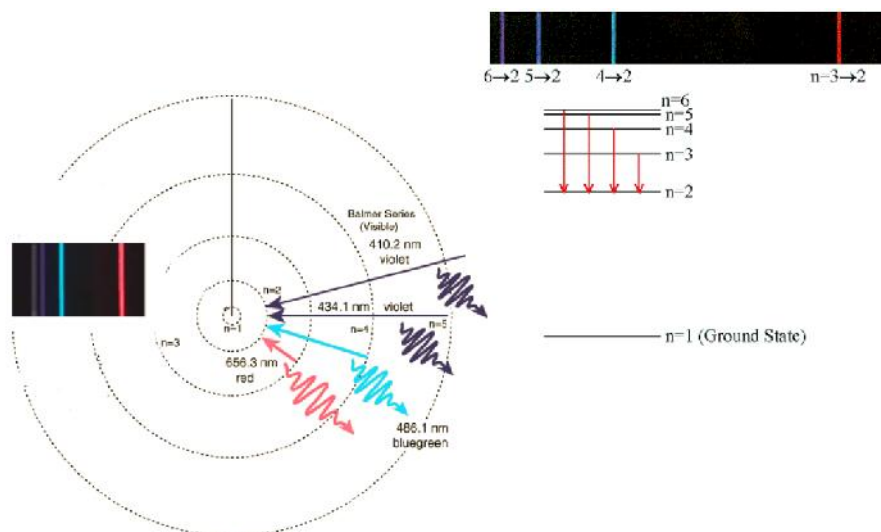 6→2
5→2
4→2
n=3→2
n=6
n=5
n=4
n=3
n=2
n=1 (Ground State)
Balmer Series
(Visible)
410.2 nm
violet
n=2
434.1 nm
violet
n=1
n=4
n=5
n=3
656.3 nm
red
486.1 nm
bluegreen